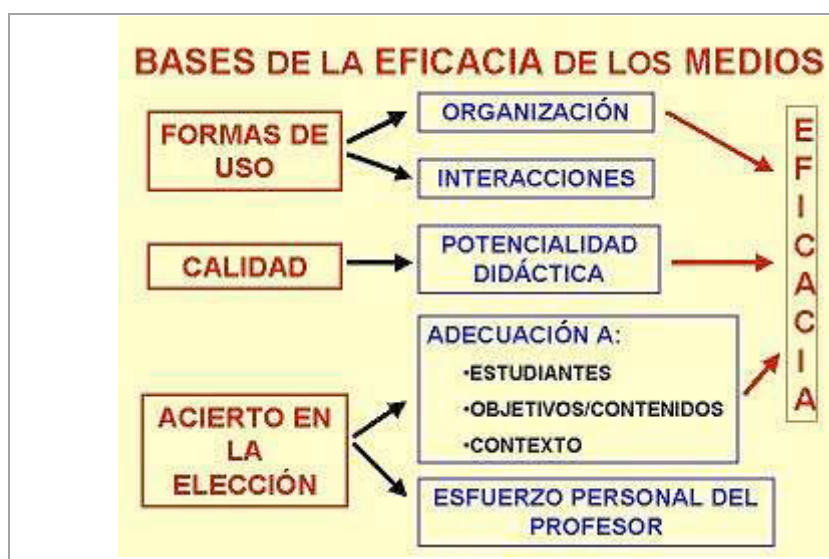 BASES DE LA EFICACIA DE LOS MEDIOS
FORMAS DE
USO
ORGANIZACIÓN
INTERACCIONES
CALIDAD
POTENCIALIDAD
DIDÁCTICA
ACIERTO EN
LA
ELECCIÓN
ADECUACIÓN A:
•ESTUDIANTES
•OBJETIVOS/CONTENIDOS
•CONTEXTO
ESFUERZO PERSONAL DEL
PROFESOR
EFICACIA